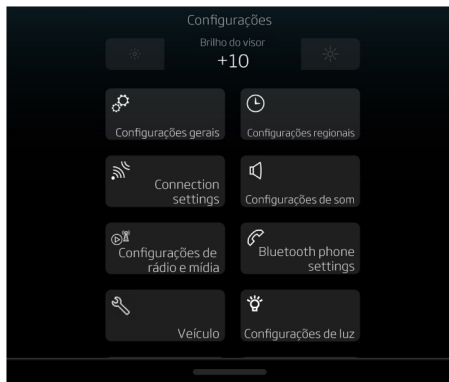 Configurações
Brilho do visor
+10
Configurações gerais
Configurações regionais
Connection
settings
Configurações de som
Configurações de
rádio e mídia
Bluetooth phone
settings
Veículo
Configurações de luz